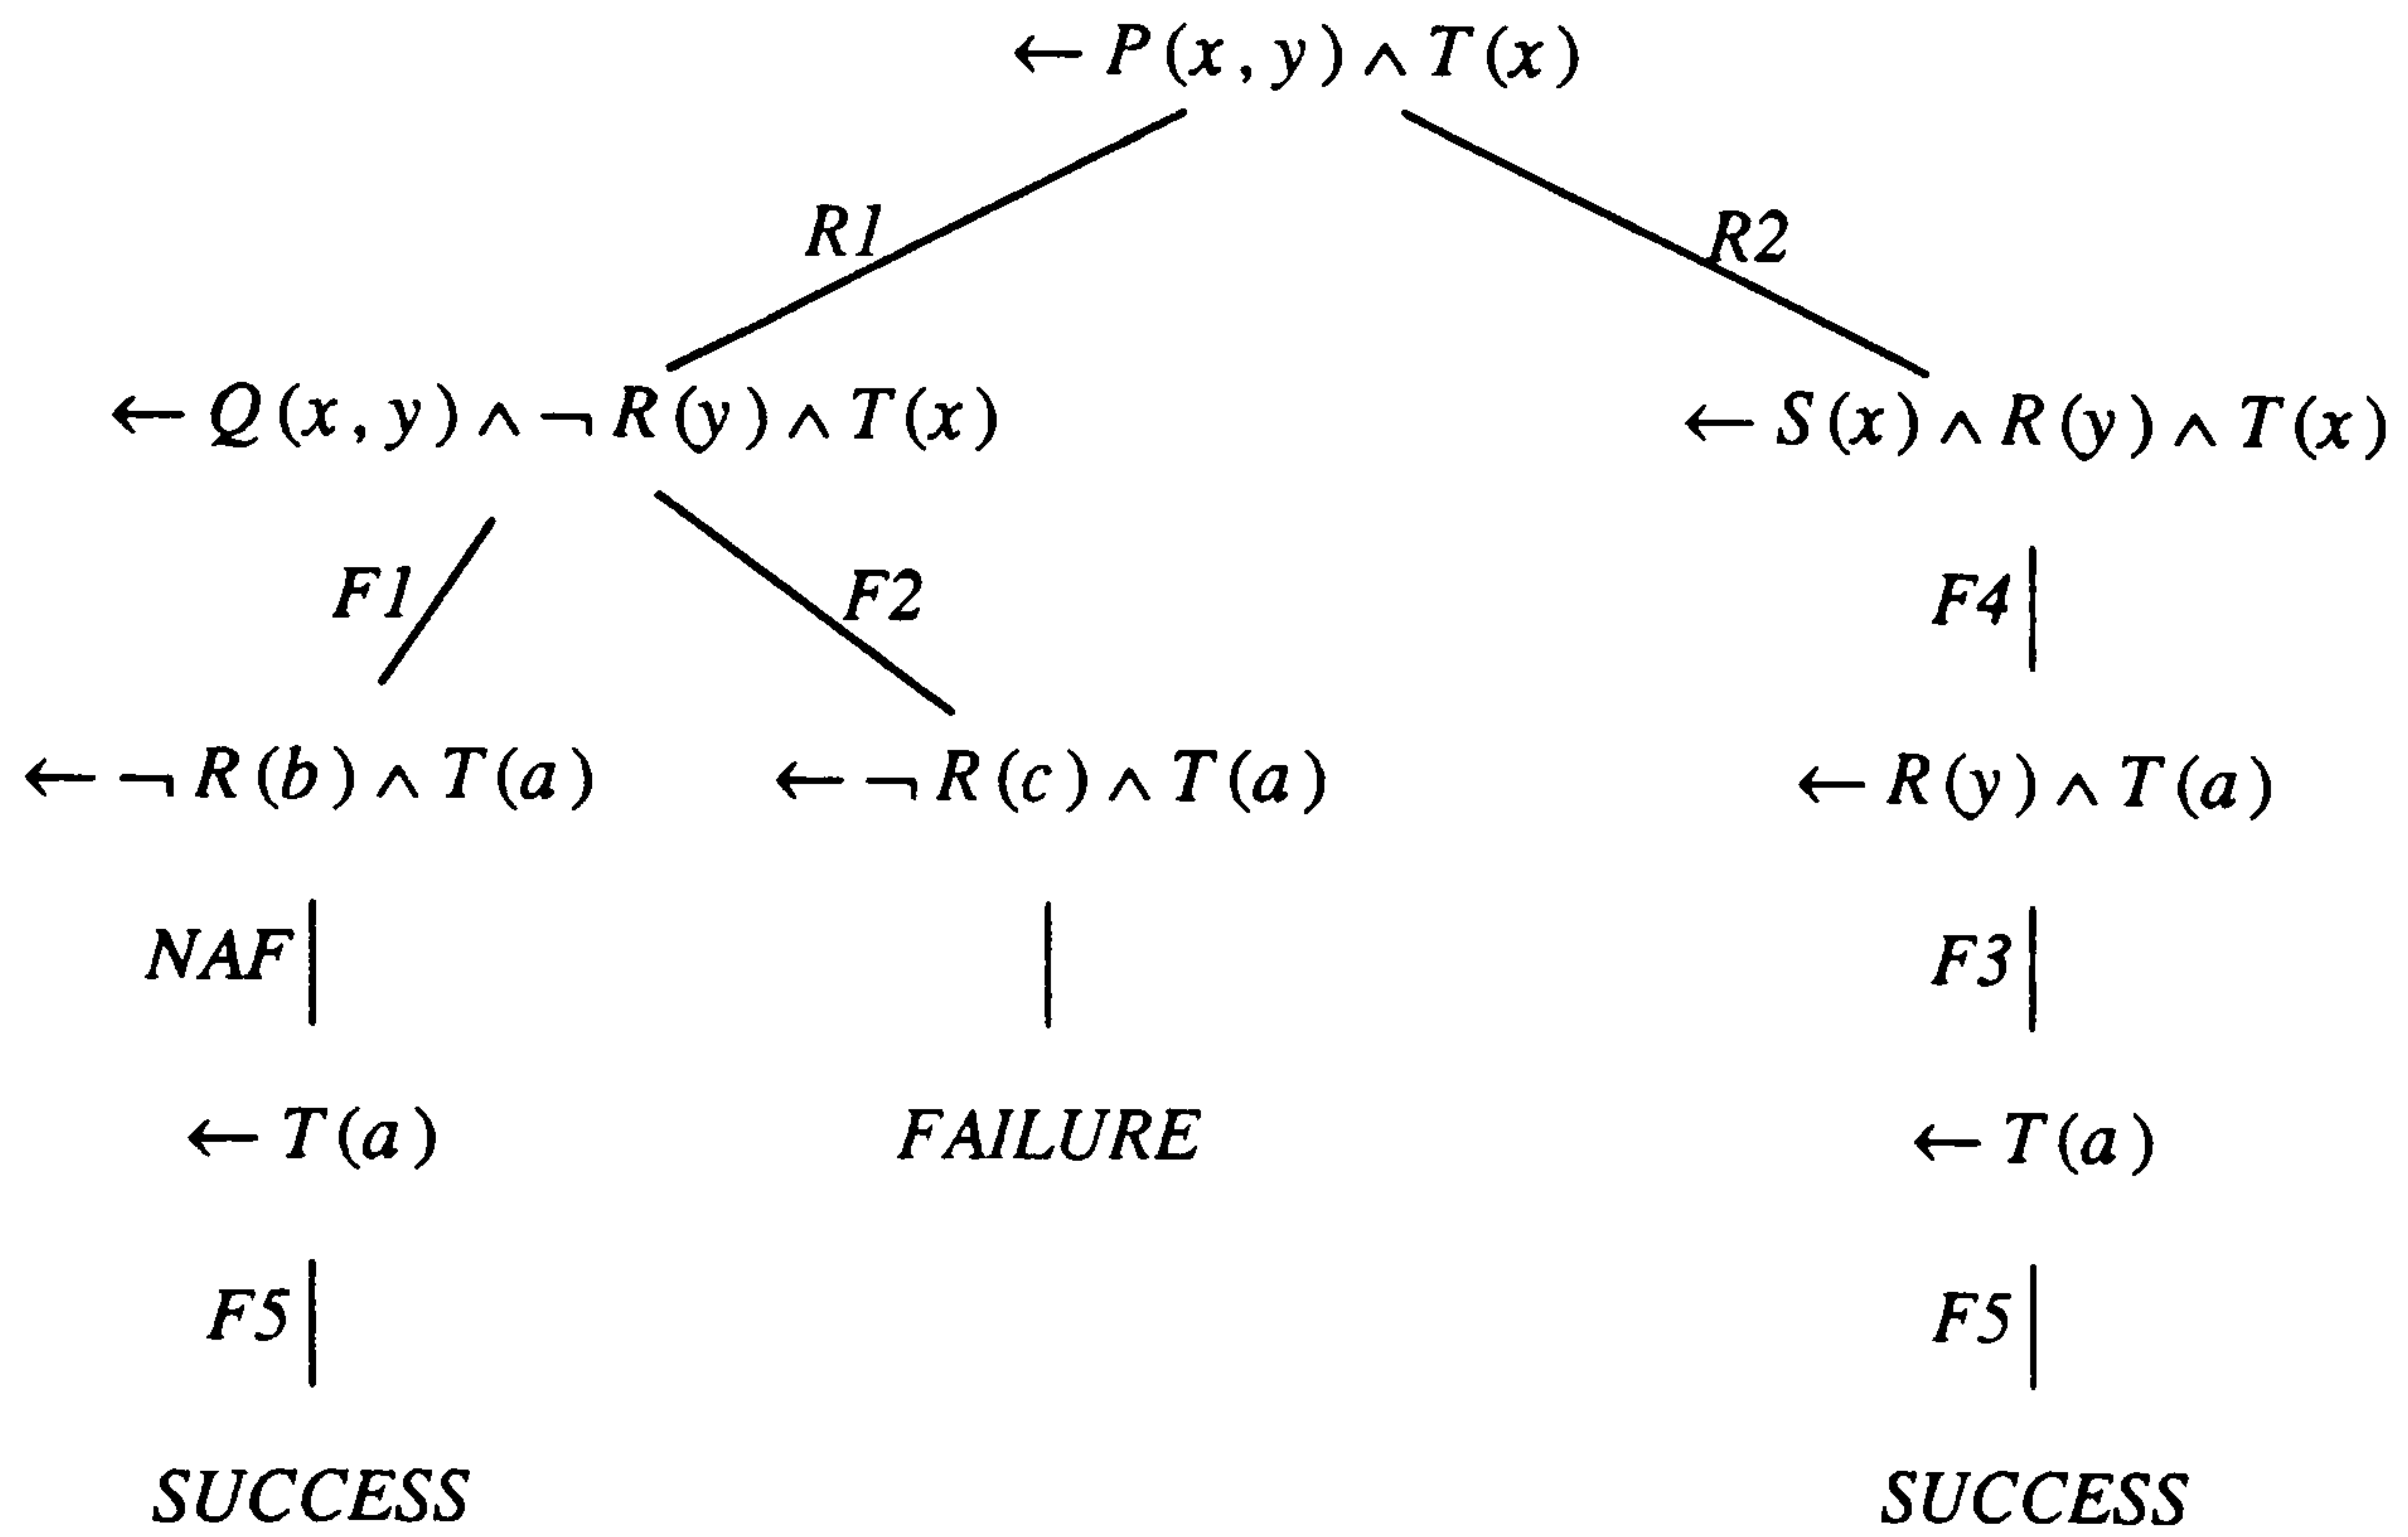 ← P(x, y) ∧ T(x)
R1 R2
← Q(x, y) ∧ ¬ R(y) ∧ T(x) ← S(x) ∧ R(y) ∧ T(x)
F1 F2 F4
← ¬ R(b) ∧ T(a) ← ¬ R(c) ∧ T(a) ← R(y) ∧ T(a)
NAF F3
← T(a) FAILURE ← T(a)
F5 F5
SUCCESS SUCCESS